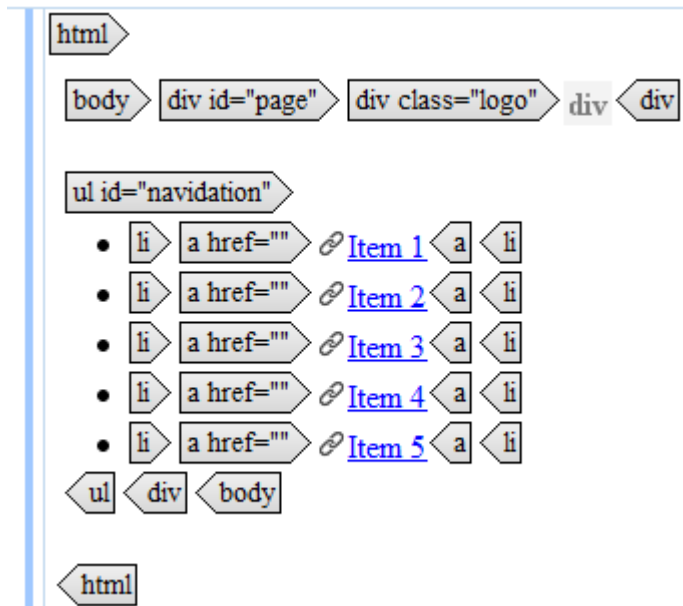 html
body div id="page" div class="logo" div div
ul id="navidation"
li a href="" Item 1 a li
li a href="" Item 2 a li
li a href="" Item 3 a li
li a href="" Item 4 a li
li a href="" Item 5 a li
ul div body
html